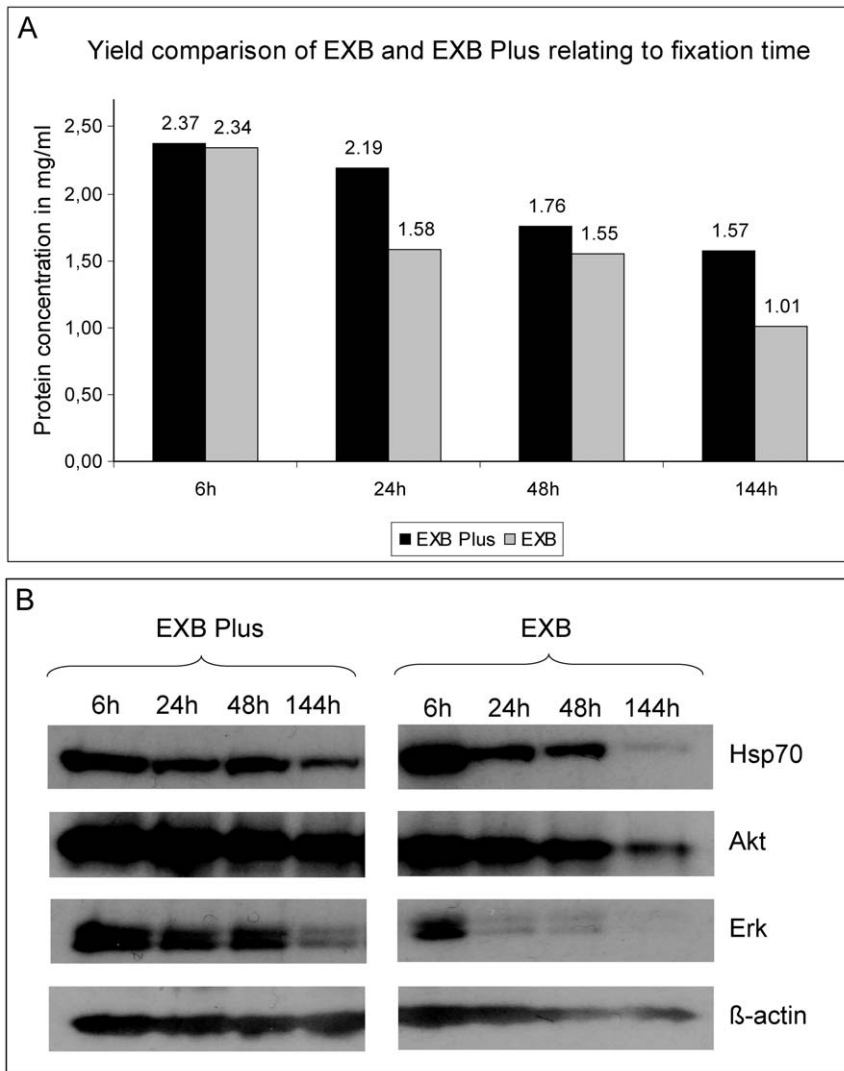 A
Yield comparison of EXB and EXB Plus relating to fixation time
Protein concentration in mg/ml
2,50
2,00
1,50
1,00
0,50
0,00
2.37
2.34
2.19
1.58
1.76
1.55
1.57
1.01
6h
24h
48h
144h
EXB Plus
EXB
B
EXB Plus
EXB
6h 24h 48h 144h
6h 24h 48h 144h
Hsp70
Akt
Erk
ß-actin